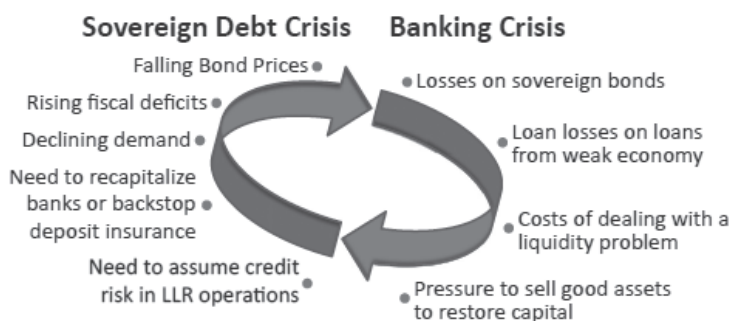 Sovereign Debt Crisis
Banking Crisis
Falling Bond Prices
Rising fiscal deficits
Declining demand
Need to recapitalize
banks or backstop
deposit insurance
Need to assume credit
risk in LLR operations
Losses on sovereign bonds
Loan losses on loans
from weak economy
Costs of dealing with a
liquidity problem
Pressure to sell good assets
to restore capital